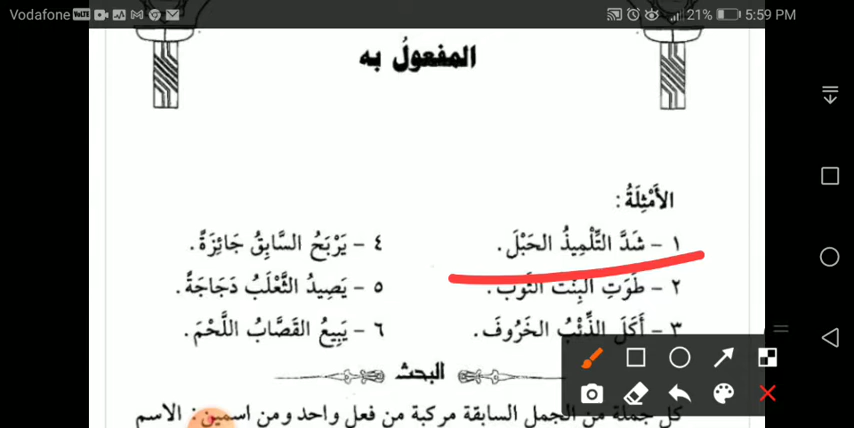 Vodafone VoLTE 21% 5:59 PM
المفعولُ به
الأَمْثِلَةُ :
١ - شَدَّ التِّلْمِيذُ الحَبْلَ .
٢ - طَوَتِ البِنْتُ الثَّوْبَ .
٣ - أَكَلَ الذِّئْبُ الخَرُوفَ .
٤ - يَرْبَحُ السَّابِقُ جَائِزَةً .
٥ - يَصِيدُ الثَّعْلَبُ دَجَاجَةً .
٦ - يَبِيعُ القَصَّابُ اللَّحْمَ .
البحث
كل جملة من الجمل السابقة مركبة من فعل واحد ومن اسمين : الاسم